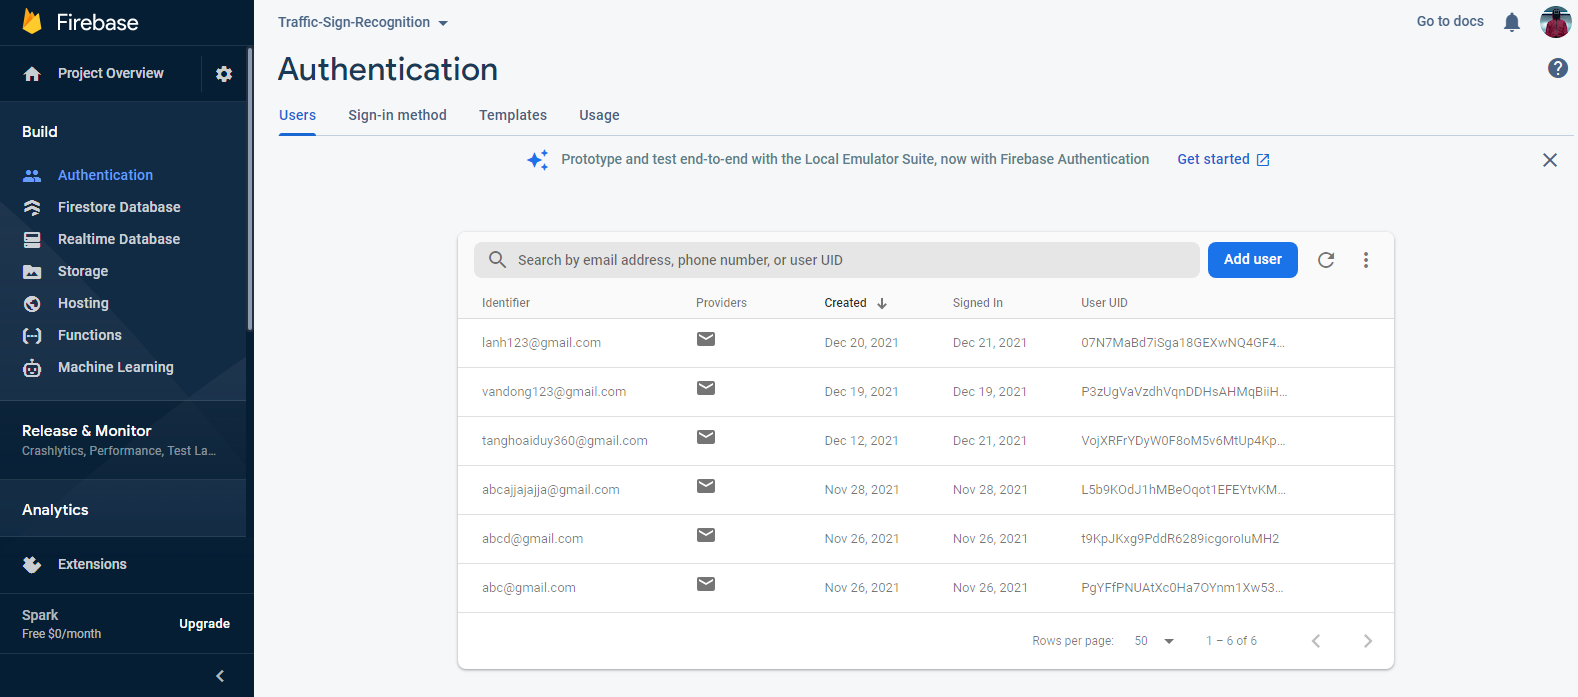 Firebase
Project Overview
Build
Authentication
Firestore Database
Realtime Database
Storage
Hosting
Functions
Machine Learning
Release & Monitor
Crashlytics, Performance, Test La...
Analytics
Extensions
Spark
Free $0/month
Upgrade
Traffic-Sign-Recognition
Go to docs
Authentication
Users Sign-in method Templates Usage
Prototype and test end-to-end with the Local Emulator Suite, now with Firebase Authentication Get started
Search by email address, phone number, or user UID Add user
Identifier Providers Created Signed In User UID
lanh123@gmail.com Dec 20, 2021 Dec 21, 2021 07N7MaBd7iSga18GEXwNQ4GF4...
vandong123@gmail.com Dec 19, 2021 Dec 19, 2021 P3zUgVaVzdhVqnDDHsAHMqBiiH...
tanghoaiduy360@gmail.com Dec 12, 2021 Dec 21, 2021 VojXRFrYDyW0F8oM5v6MtUp4Kp...
abcajjajajja@gmail.com Nov 28, 2021 Nov 28, 2021 L5b9KOdJ1hMBeOqot1EFEYtvKM...
abcd@gmail.com Nov 26, 2021 Nov 26, 2021 t9KpJKxg9PddR6289icgoroIuMH2
abc@gmail.com Nov 26, 2021 Nov 26, 2021 PgYFfPNUAtXc0Ha7OYnm1Xw53...
Rows per page: 50 1 – 6 of 6